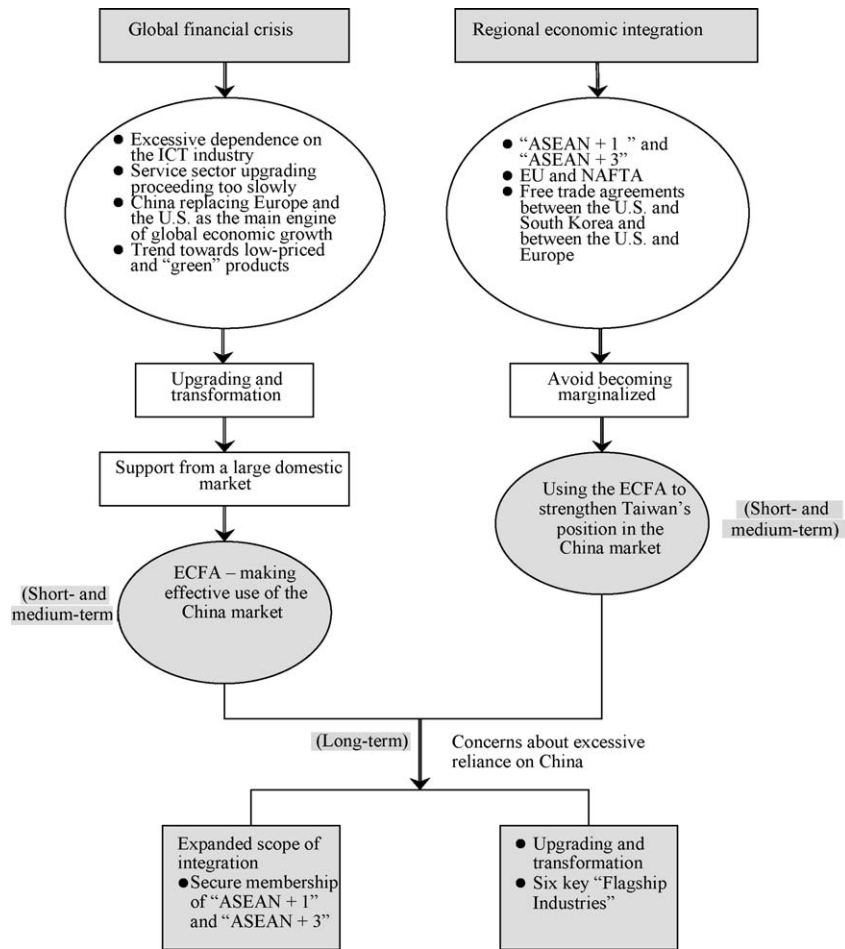 Global financial crisis
Regional economic integration
● Excessive dependence on
the ICT industry
● Service sector upgrading
proceeding too slowly
● China replacing Europe and
the U.S. as the main engine
of global economic growth
● Trend towards low-priced
and “green” products
● “ASEAN + 1 ” and
“ASEAN + 3”
● EU and NAFTA
● Free trade agreements
between the U.S. and
South Korea and
between the U.S. and
Europe
Upgrading and
transformation
Avoid becoming
marginalized
Support from a large domestic
market
Using the ECFA to
strengthen Taiwan’s
position in the
China market
(Short- and
medium-term)
ECFA – making
effective use of the
China market
(Short- and
medium-term
(Long-term)
Concerns about excessive
reliance on China
Expanded scope of
integration
●Secure membership
of “ASEAN + 1”
and “ASEAN + 3”
● Upgrading and
transformation
● Six key “Flagship
Industries”